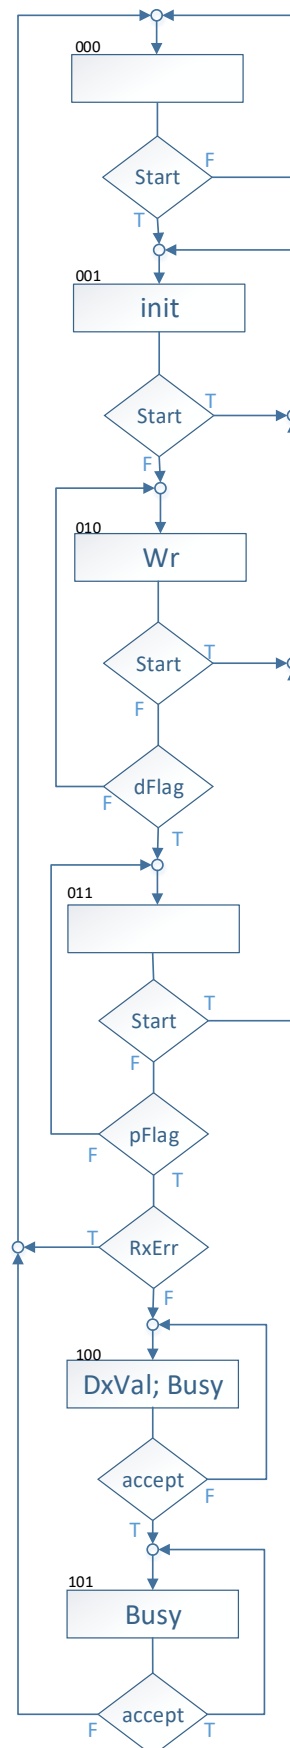 000
Start
F
T
001
init
Start
T
F
010
Wr
Start
T
F
dFlag
F
T
011
Start
T
F
pFlag
F
T
RxErr
T
F
100
DxVal; Busy
accept
F
T
101
Busy
accept
F
T